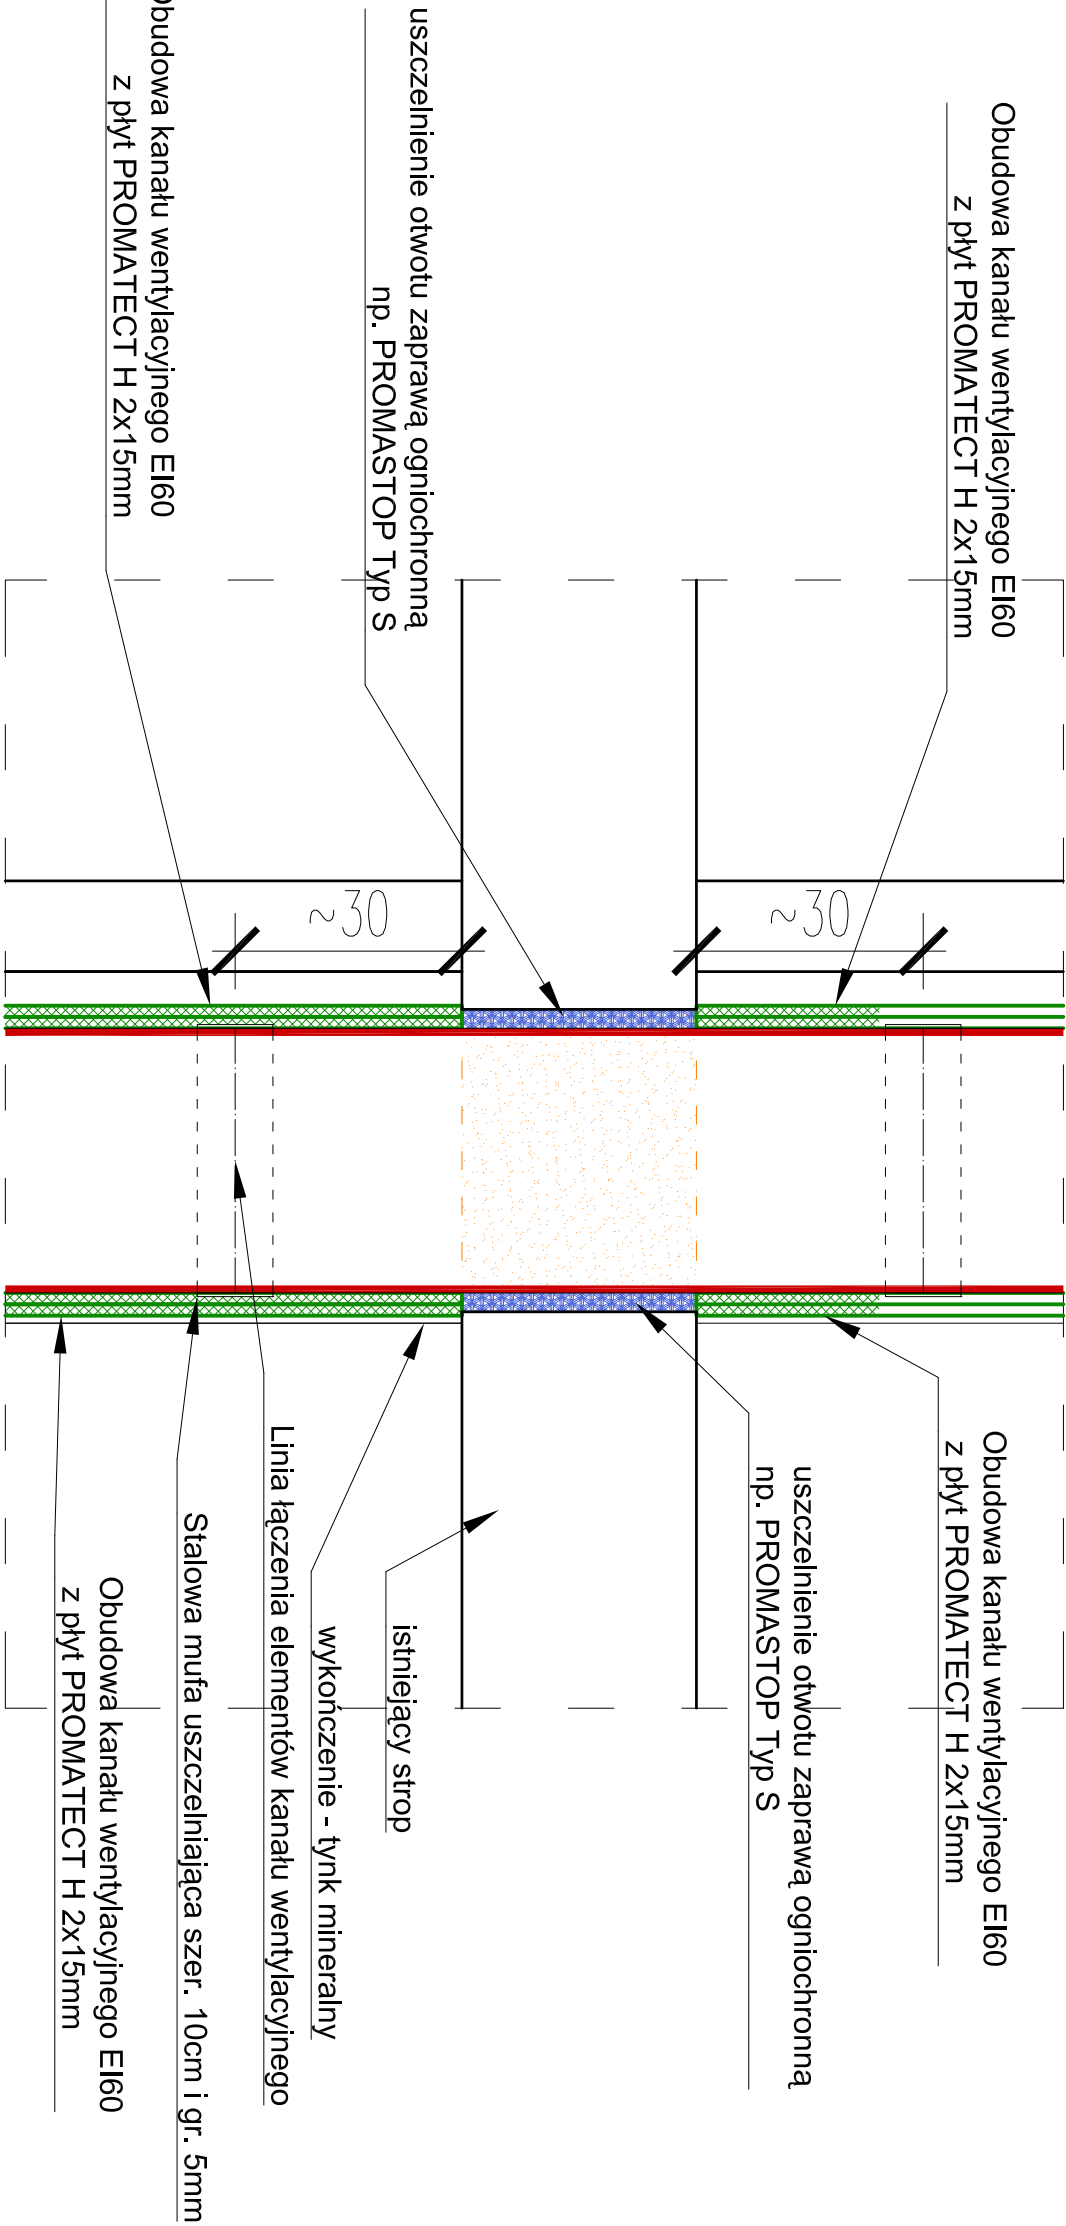 Obudowa kanału wentylacyjnego EI60
z płyt PROMATECT H 2x15mm
Obudowa kanału wentylacyjnego EI60
z płyt PROMATECT H 2x15mm
~30
uszczelnienie otwotu zaprawą ogniochronną
np. PROMASTOP Typ S
uszczelnienie otwotu zaprawą ogniochronną
np. PROMASTOP Typ S
istniejący strop
~30
wykończenie - tynk mineralny
Linia łączenia elementów kanału wentylacyjnego
Stalowa mufa uszczelniająca szer. 10cm i gr. 5mm
Obudowa kanału wentylacyjnego EI60
z płyt PROMATECT H 2x15mm
Obudowa kanału wentylacyjnego EI60
z płyt PROMATECT H 2x15mm